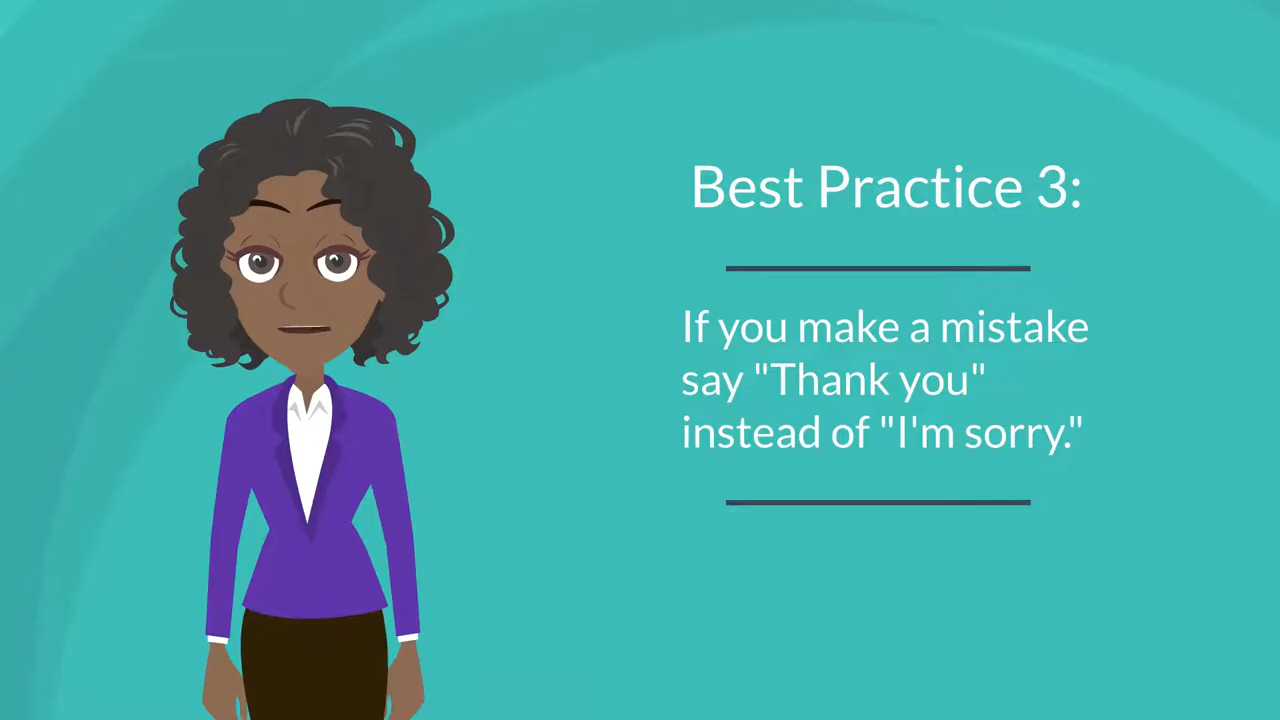 Best Practice 3:
If you make a mistake
say "Thank you"
instead of "I'm sorry."